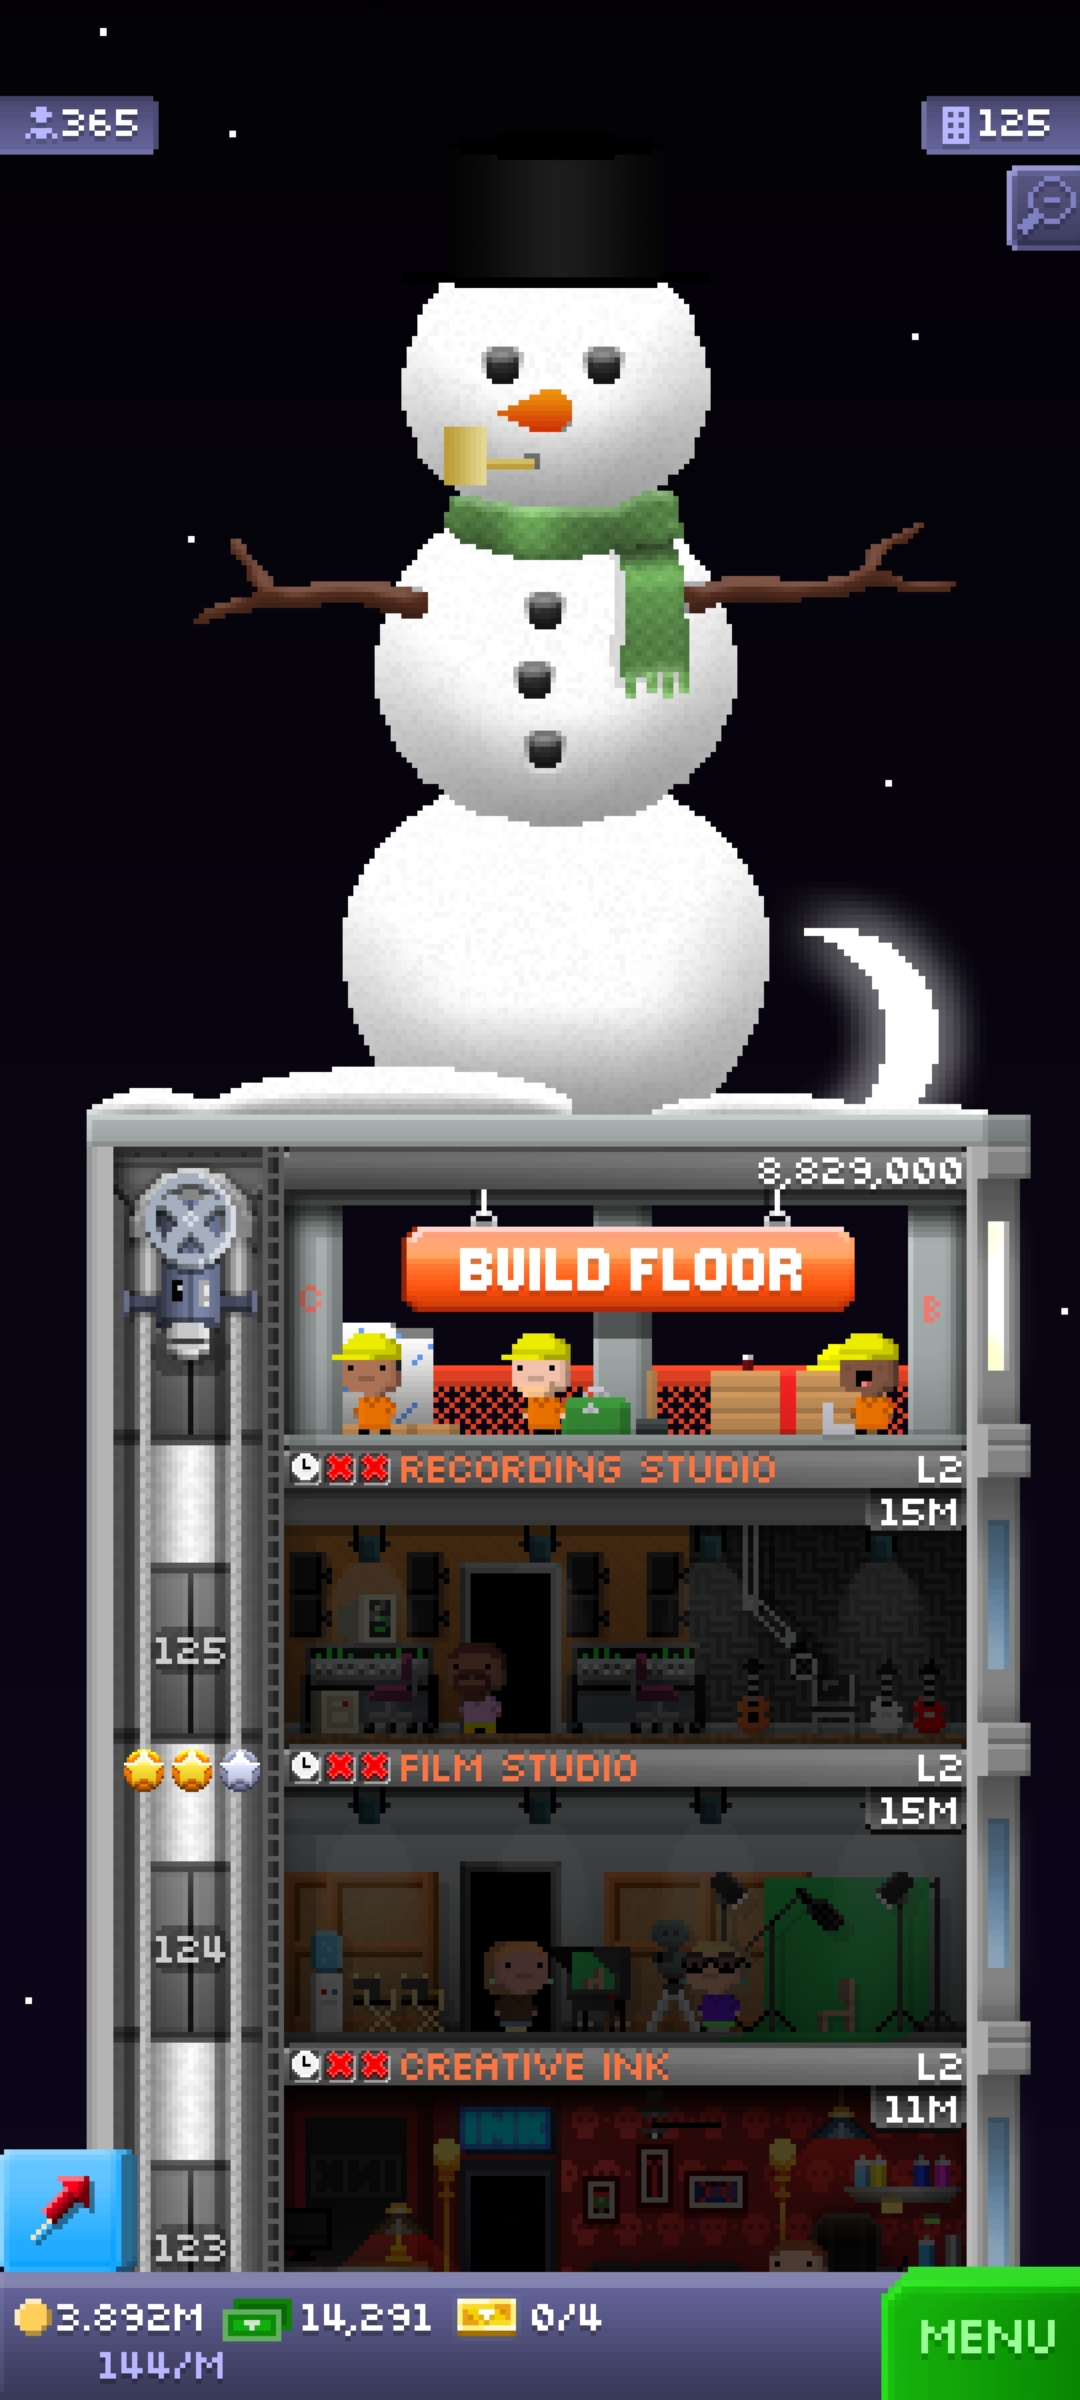 365
125
8,829,000
BUILD FLOOR
C
B
RECORDING STUDIO L2
15M
125
FILM STUDIO L2
15M
124
CREATIVE INK L2
11M
INK
INK
123
3.892M 14,291 0/4
144/M
MENU